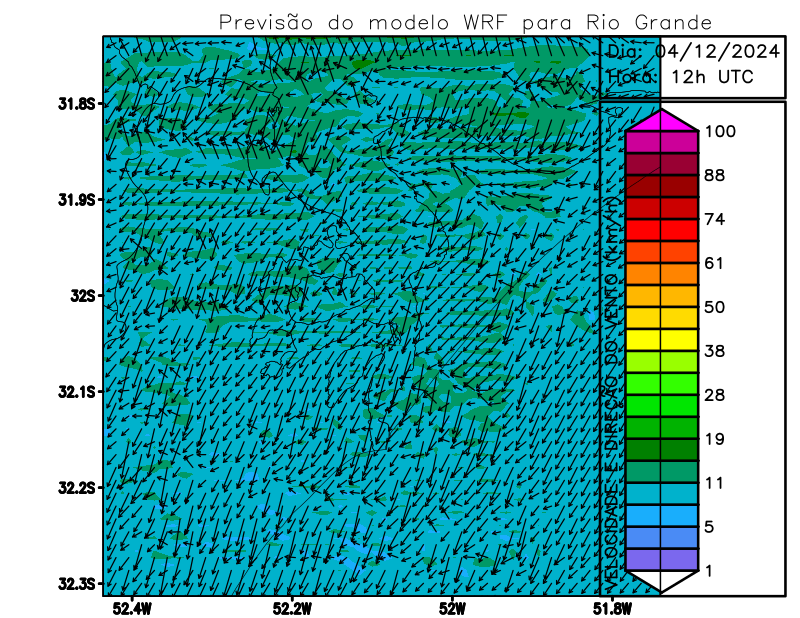 Previsão do modelo WRF para Rio Grande
Dia: 04/12/2024
Hora: 12h UTC
31.8S
31.9S
32S
32.1S
32.2S
32.3S
52.4W
52.2W
52W
51.8W
VELOCIDADE E DIREÇÃO DO VENTO (km/h)
100
88
74
61
50
38
28
19
11
5
1